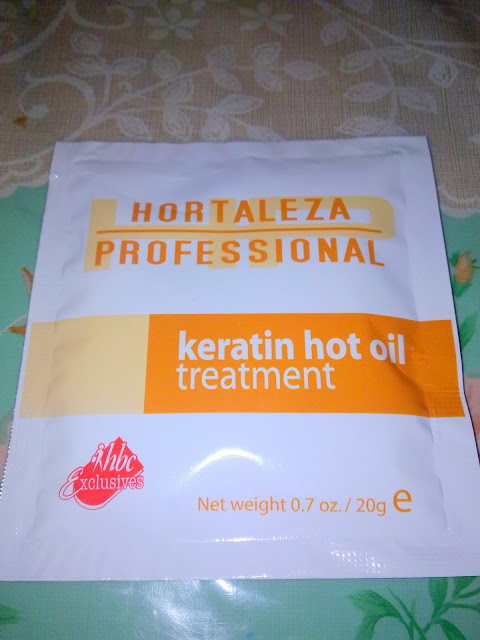 HORTALEZA
PROFESSIONAL
keratin hot oil
treatment
hbc
Exclusives
Net weight 0.7 oz. / 20g e